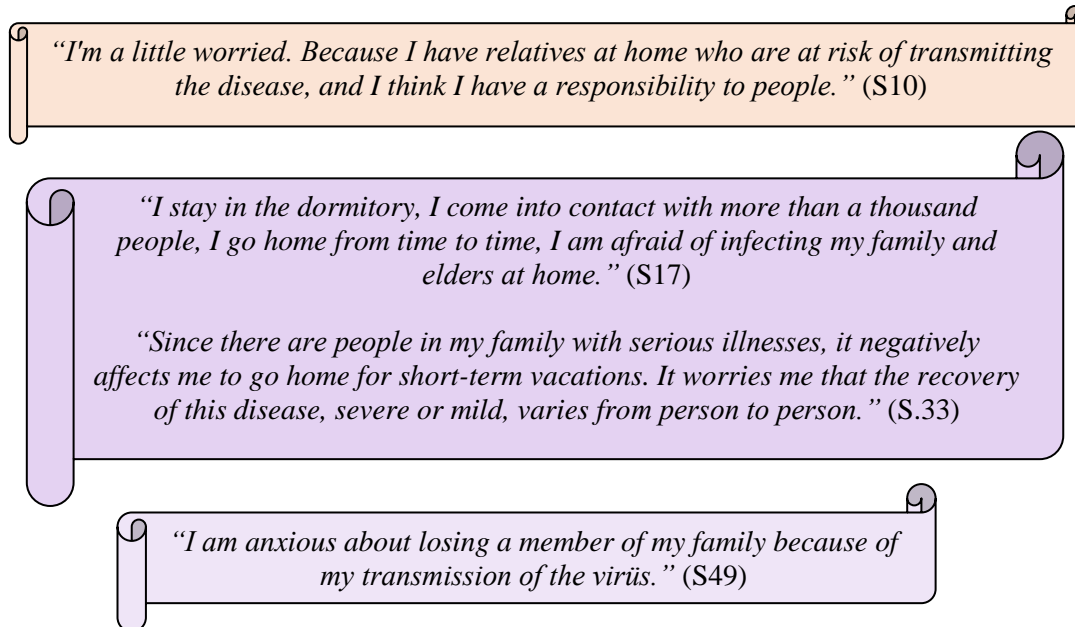 “I'm a little worried. Because I have relatives at home who are at risk of transmitting
the disease, and I think I have a responsibility to people.” (S10)
“I stay in the dormitory, I come into contact with more than a thousand
people, I go home from time to time, I am afraid of infecting my family and
elders at home.” (S17)
“Since there are people in my family with serious illnesses, it negatively
affects me to go home for short-term vacations. It worries me that the recovery
of this disease, severe or mild, varies from person to person.” (S.33)
“I am anxious about losing a member of my family because of
my transmission of the virüs.” (S49)